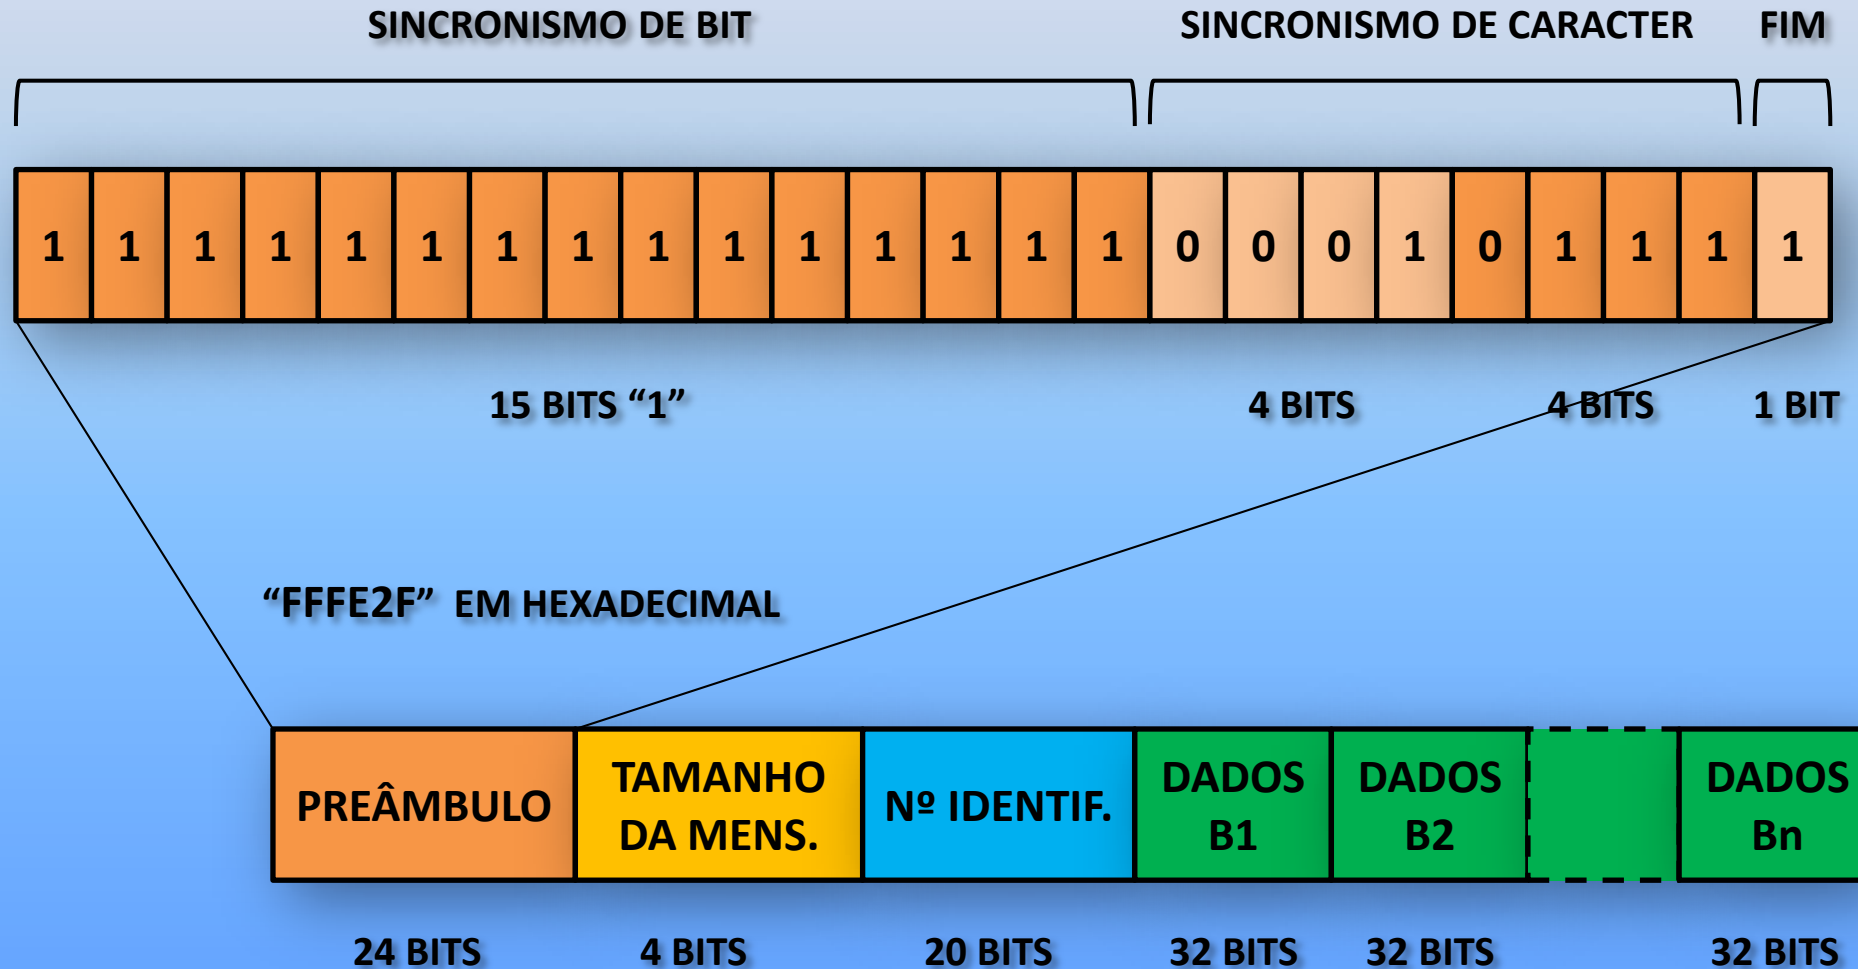 SINCRONISMO DE BIT SINCRONISMO DE CARACTER FIM
1 1 1 1 1 1 1 1 1 1 1 1 1 1 1 0 0 0 1 0 1 1 1 1
15 BITS “1” 4 BITS 4 BITS 1 BIT
“FFFE2F” EM HEXADECIMAL
PREÂMBULO
TAMANHO
DA MENS.
Nº IDENTIF.
DADOS
B1
DADOS
B2
DADOS
Bn
24 BITS 4 BITS 20 BITS 32 BITS 32 BITS 32 BITS